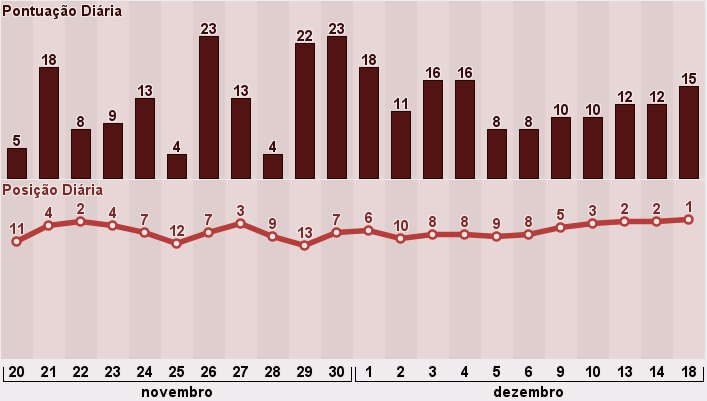 Pontuação Diária
5 18 8 9 13 4 23 13 4 22 23 18 11 16 16 8 8 10 10 12 12 15
Posição Diária
11 4 2 4 7 12 7 3 9 13 7 6 10 8 8 9 8 5 3 2 2 1
20 21 22 23 24 25 26 27 28 29 30 1 2 3 4 5 6 9 10 13 14 18
novembro dezembro